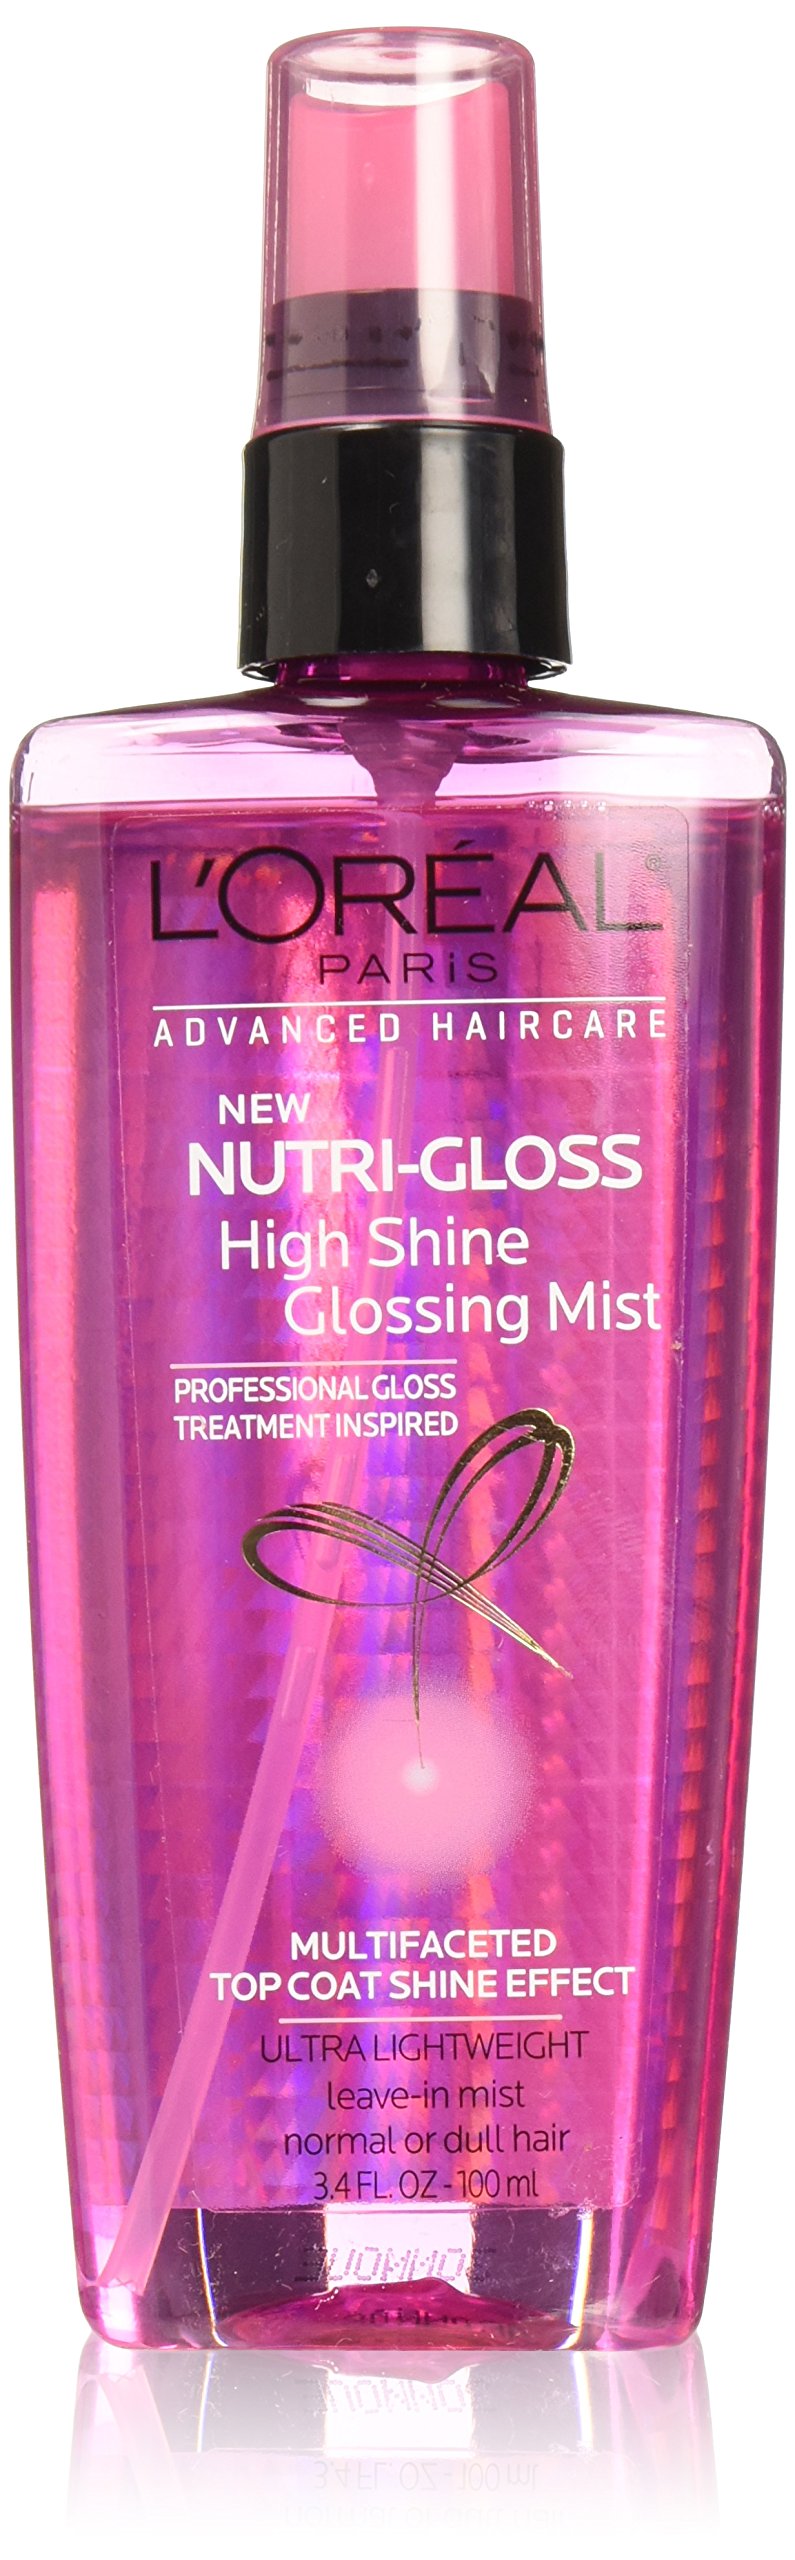 L'ORÉAL®
PARiS
ADVANCED HAIRCARE
NEW
NUTRI-GLOSS
High Shine
Glossing Mist
PROFESSIONAL GLOSS
TREATMENT INSPIRED
MULTIFACETED
TOP COAT SHINE EFFECT
ULTRA LIGHTWEIGHT
leave-in mist
normal or dull hair
3.4 FL. OZ - 100 ml